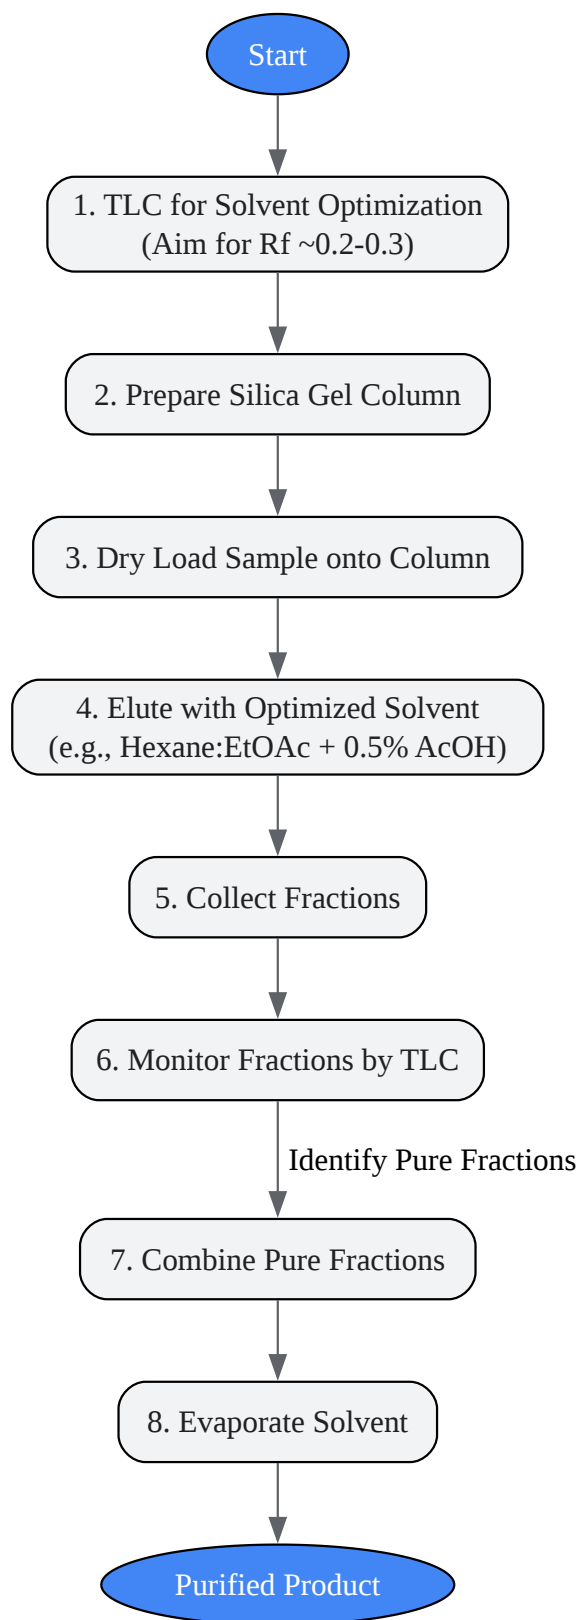 Start
1. TLC for Solvent Optimization
(Aim for Rf ~0.2-0.3)
2. Prepare Silica Gel Column
3. Dry Load Sample onto Column
4. Elute with Optimized Solvent
(e.g., Hexane:EtOAc + 0.5% AcOH)
5. Collect Fractions
6. Monitor Fractions by TLC
Identify Pure Fractions
7. Combine Pure Fractions
8. Evaporate Solvent
Purified Product